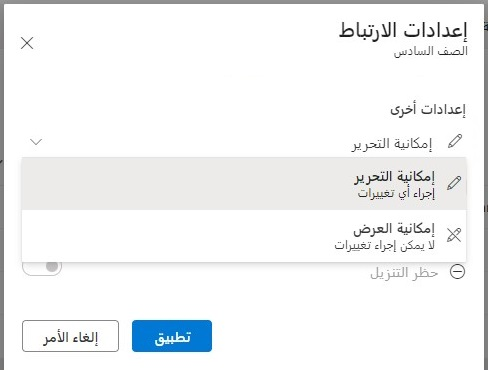 إعدادات الارتباط
الصف السادس
إعدادات أخرى
إمكانية التحرير
إمكانية التحرير
إجراء أي تغييرات
إمكانية العرض
لا يمكن إجراء تغييرات
حظر التنزيل
تطبيق
إلغاء الأمر